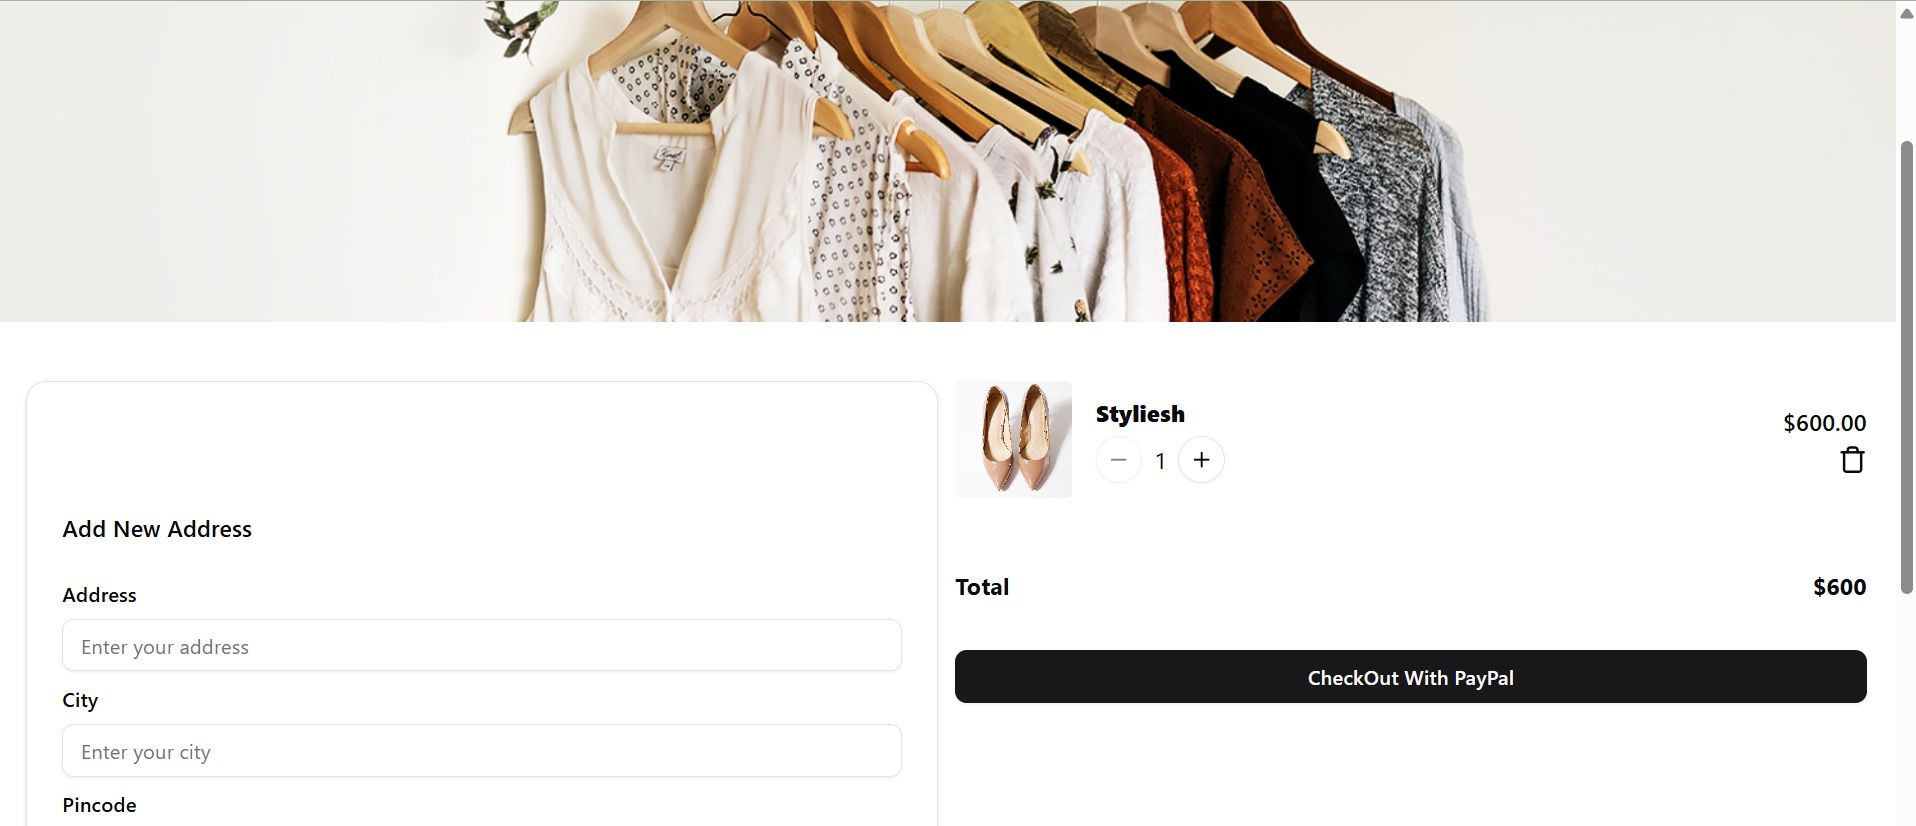 Add New Address
Address
Enter your address
City
Enter your city
Pincode
Styliesh
1
$600.00
Total
$600
CheckOut With PayPal